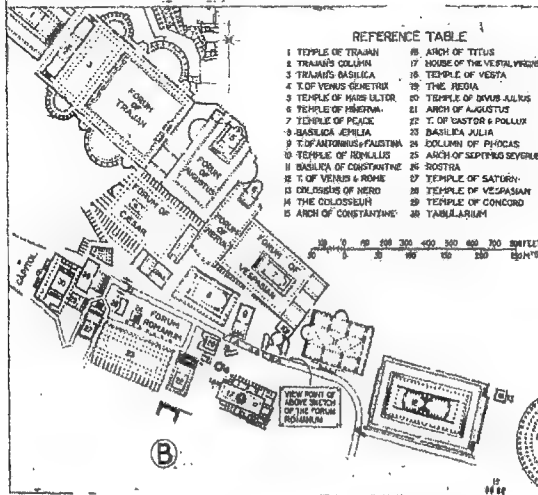 REFERENCE TABLE
1 TEMPLE OF TRAJAN
2 TRAJAN'S COLUMN
3 TRAJAN'S BASILICA
4 T. OF VENUS GENETRIX
5 TEMPLE OF MARS ULTOR
6 TEMPLE OF MINERVA
7 TEMPLE OF PEACE
8 BASILICA ÆMILIA
9 T. OF ANTONINUS & FAUSTINA
10 TEMPLE OF ROMULUS
11 BASILICA OF CONSTANTINE
12 T. OF VENUS & ROME
13 COLOSSUS OF NERO
14 THE COLOSSEUM
15 ARCH OF CONSTANTINE
16 ARCH OF TITUS
17 HOUSE OF THE VESTAL VIRGINS
18 TEMPLE OF VESTA
19 THE REGIA
20 TEMPLE OF DIVUS JULIUS
21 ARCH OF AUGUSTUS
22 T. OF CASTOR & POLLUX
23 BASILICA JULIA
24 COLUMN OF PHOCAS
25 ARCH OF SEPTIMUS SEVERUS
26 ROSTRA
27 TEMPLE OF SATURN
28 TEMPLE OF VESPASIAN
29 TEMPLE OF CONCORD
30 TABULARIUM
FORUM OF TRAJAN
FORUM OF AUGUSTUS
FORUM OF CAESAR
FORUM OF NERVA
FORUM OF VESPASIAN
CAPITOL
FORUM ROMANUM
VIEW POINT OF
ABOVE SKETCH
OF THE FORUM
ROMANUM
B